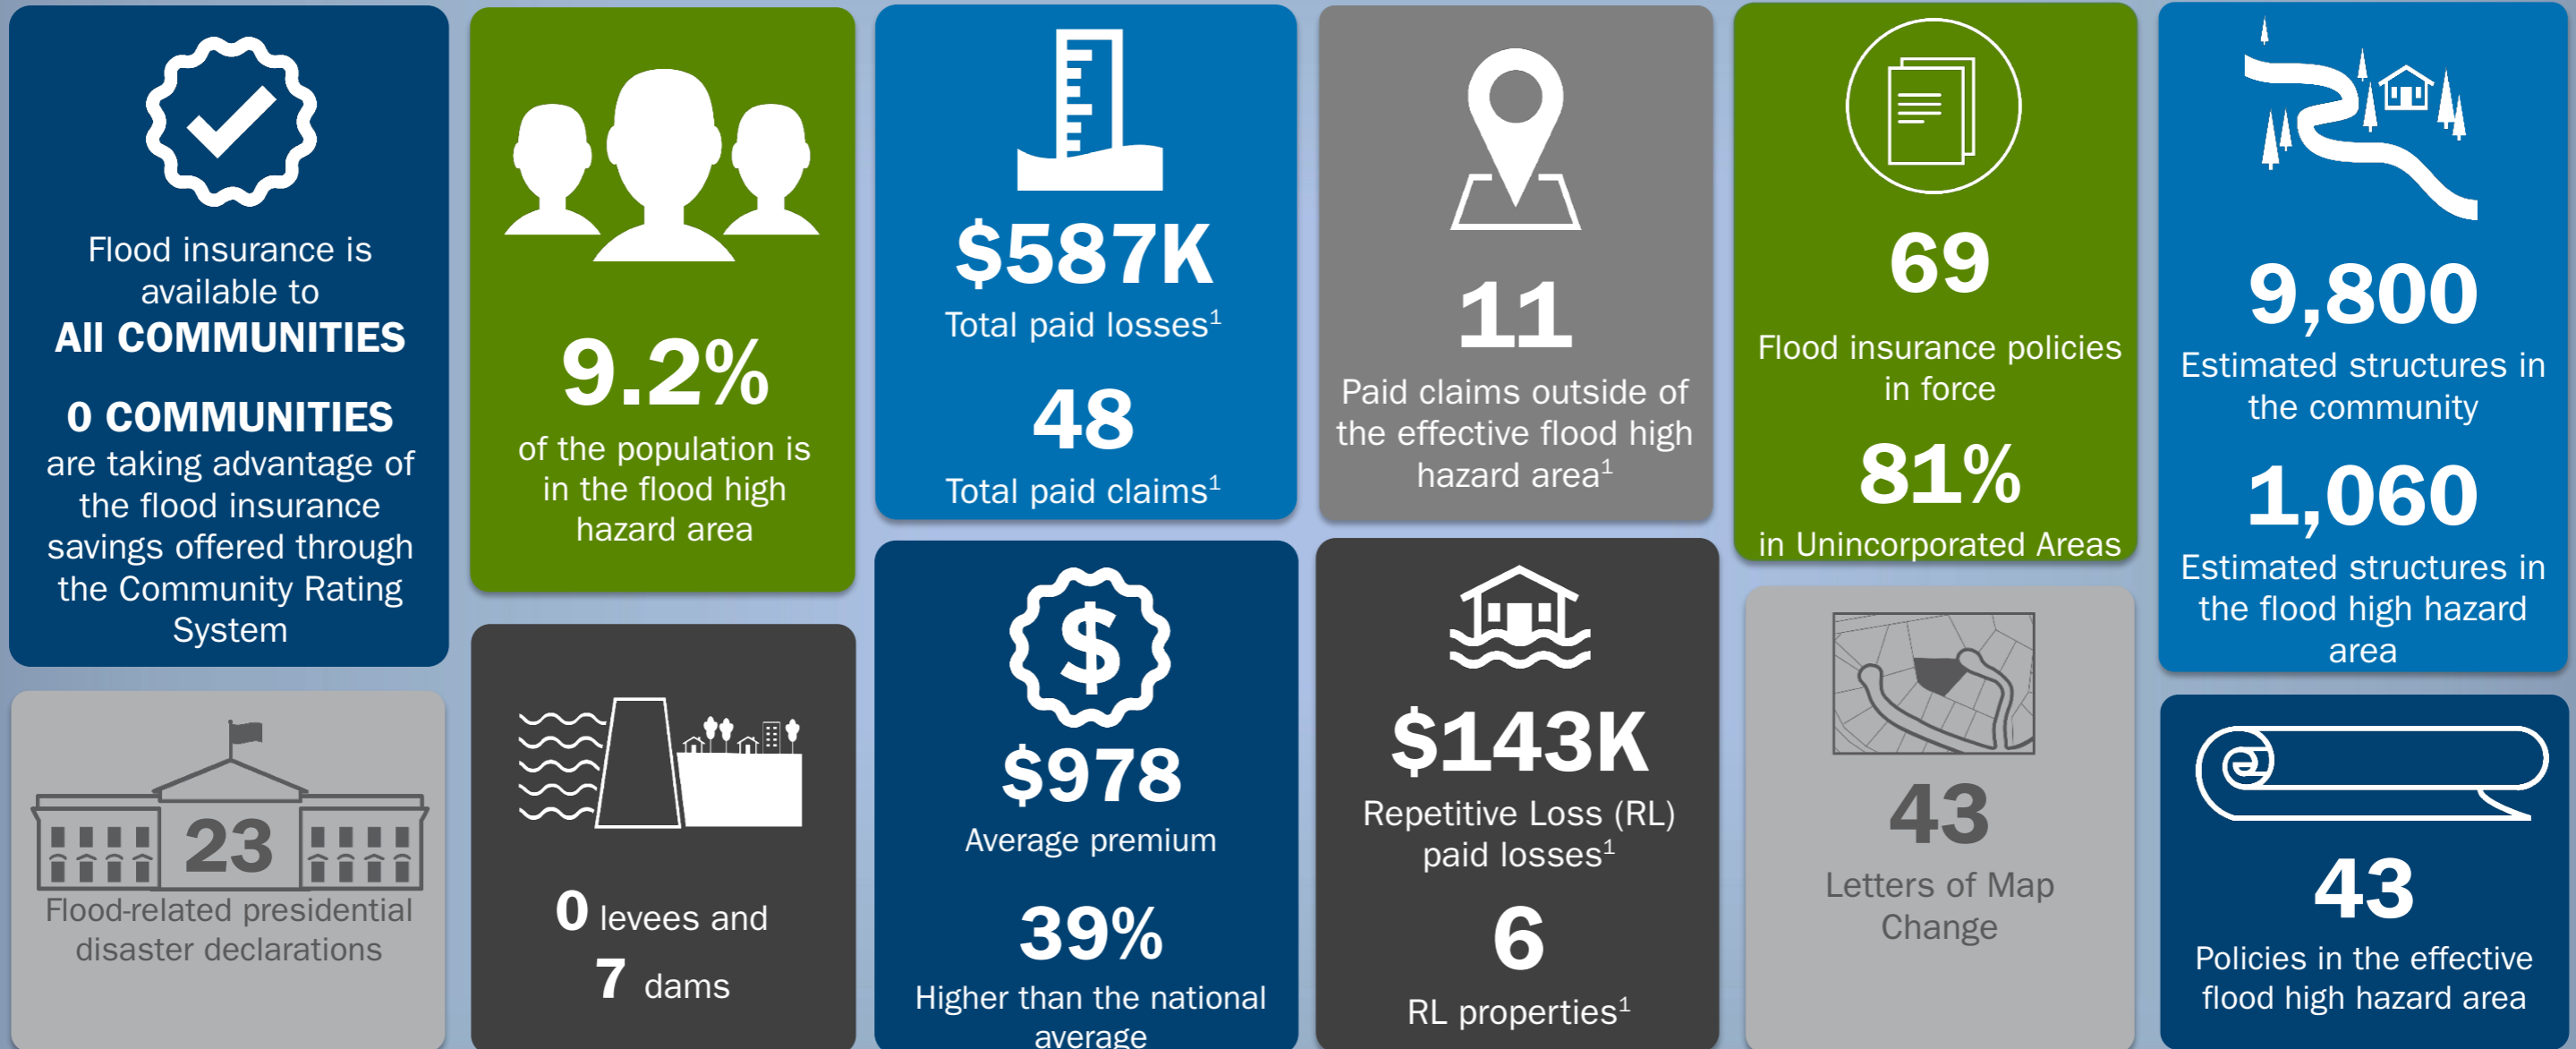 Flood insurance is
available to
All COMMUNITIES
0 COMMUNITIES
are taking advantage of
the flood insurance
savings offered through
the Community Rating
System
23
Flood-related presidential
disaster declarations
9.2%
of the population is
in the flood high
hazard area
0 levees and
7 dams
$587K
Total paid losses¹
48
Total paid claims¹
$
$978
Average premium
39%
Higher than the national
average
11
Paid claims outside of
the effective flood high
hazard area¹
$143K
Repetitive Loss (RL)
paid losses¹
6
RL properties¹
69
Flood insurance policies
in force
81%
in Unincorporated Areas
43
Letters of Map
Change
9,800
Estimated structures in
the community
1,060
Estimated structures in
the flood high hazard
area
43
Policies in the effective
flood high hazard area